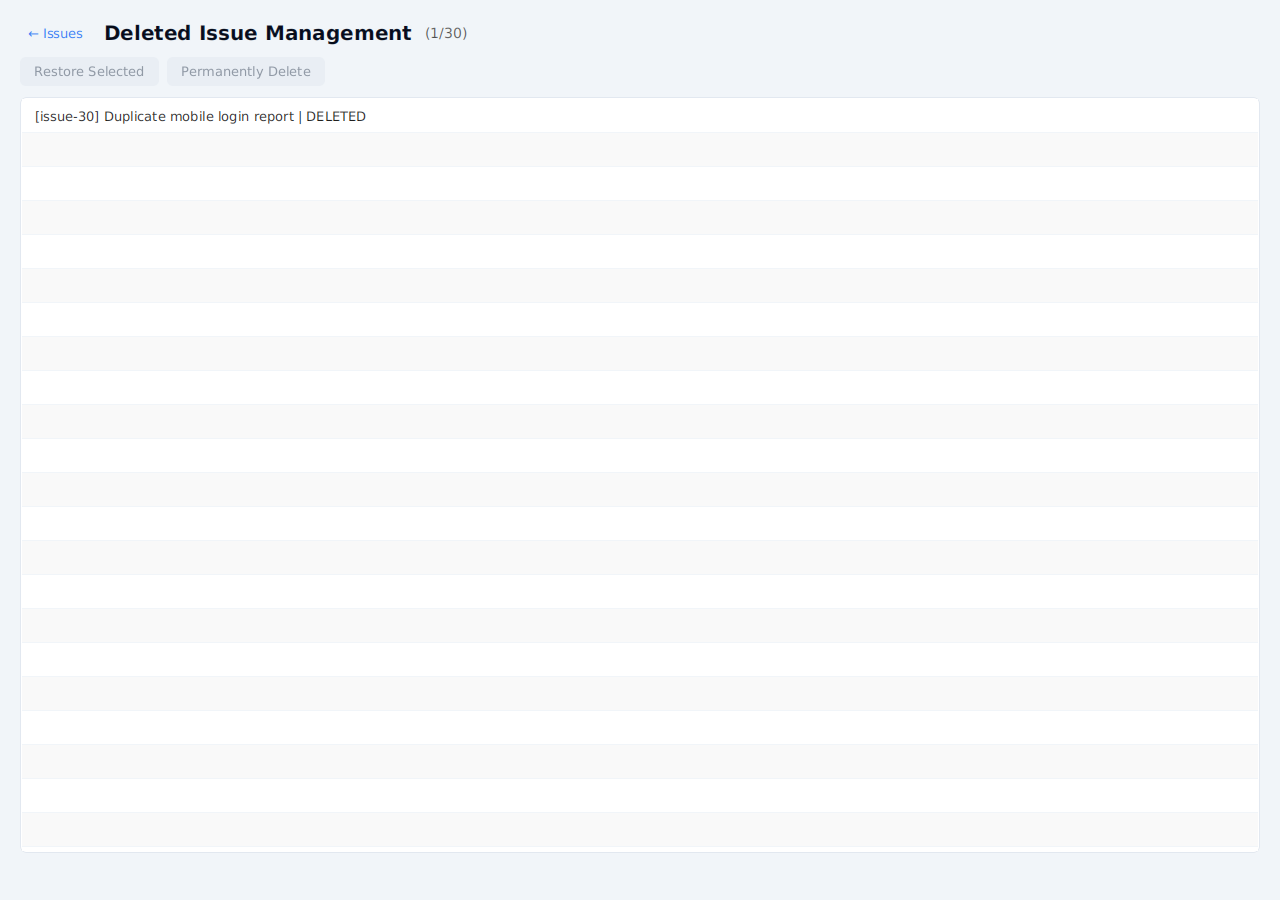 ← Issues Deleted Issue Management (1/30)
Restore Selected Permanently Delete
[issue-30] Duplicate mobile login report | DELETED